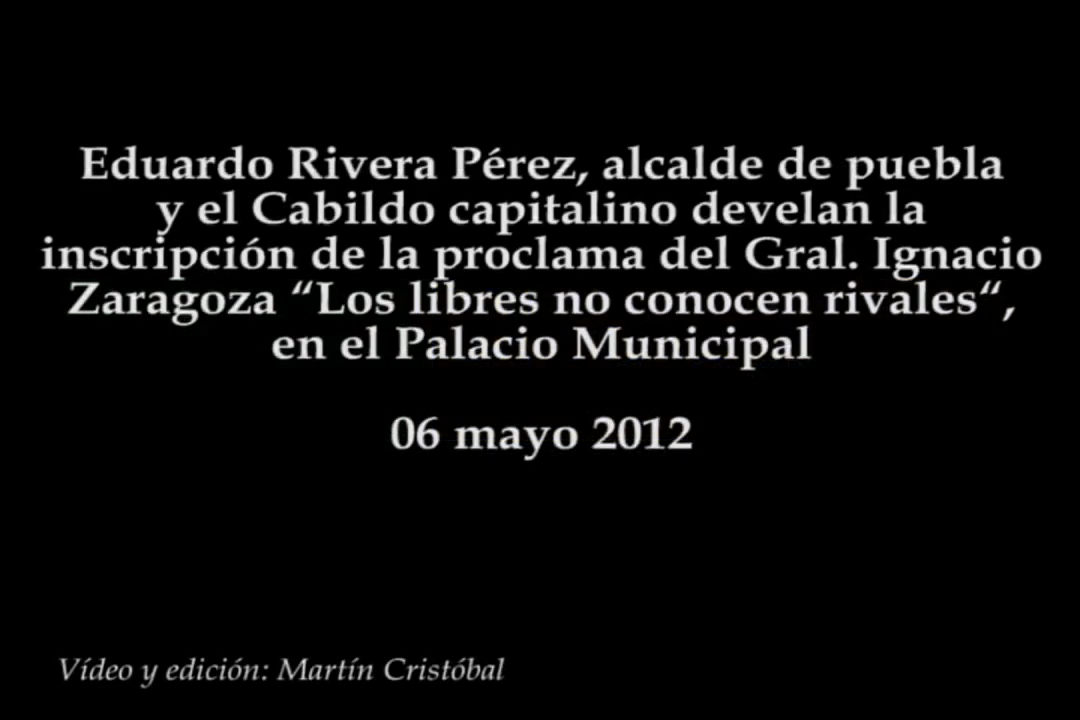 Eduardo Rivera Pérez, alcalde de puebla
y el Cabildo capitalino develan la
inscripción de la proclama del Gral. Ignacio
Zaragoza “Los libres no conocen rivales“,
en el Palacio Municipal
06 mayo 2012
Vídeo y edición: Martín Cristóbal